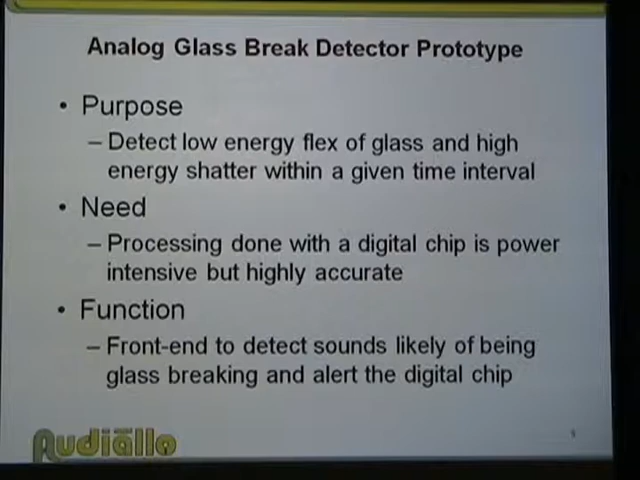 Analog Glass Break Detector Prototype
• Purpose
– Detect low energy flex of glass and high
energy shatter within a given time interval
• Need
– Processing done with a digital chip is power
intensive but highly accurate
• Function
– Front-end to detect sounds likely of being
glass breaking and alert the digital chip
Audiallo